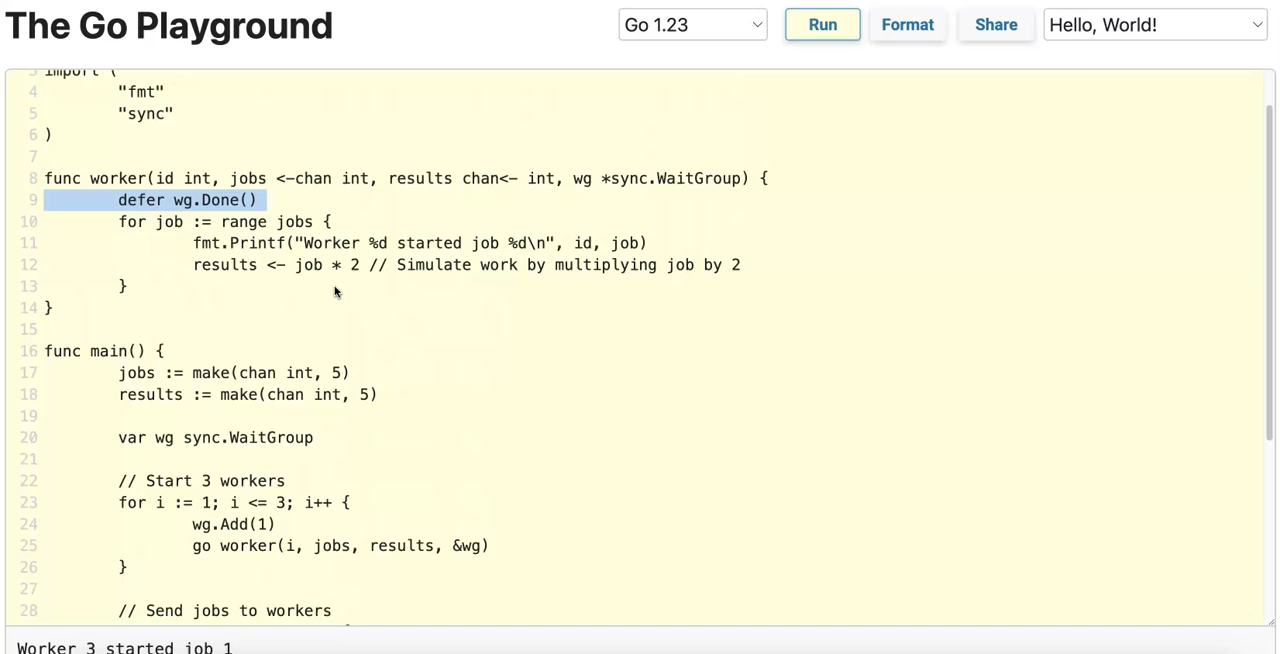 The Go Playground Go 1.23 Run Format Share Hello, World!
3 import (
4 "fmt"
5 "sync"
6 )
7
8 func worker(id int, jobs <-chan int, results chan<- int, wg *sync.WaitGroup) {
9 defer wg.Done()
10 for job := range jobs {
11 fmt.Printf("Worker %d started job %d\n", id, job)
12 results <- job * 2 // Simulate work by multiplying job by 2
13 }
14 }
15
16 func main() {
17 jobs := make(chan int, 5)
18 results := make(chan int, 5)
19
20 var wg sync.WaitGroup
21
22 // Start 3 workers
23 for i := 1; i <= 3; i++ {
24 wg.Add(1)
25 go worker(i, jobs, results, &wg)
26 }
27
28 // Send jobs to workers
Worker 3 started job 1